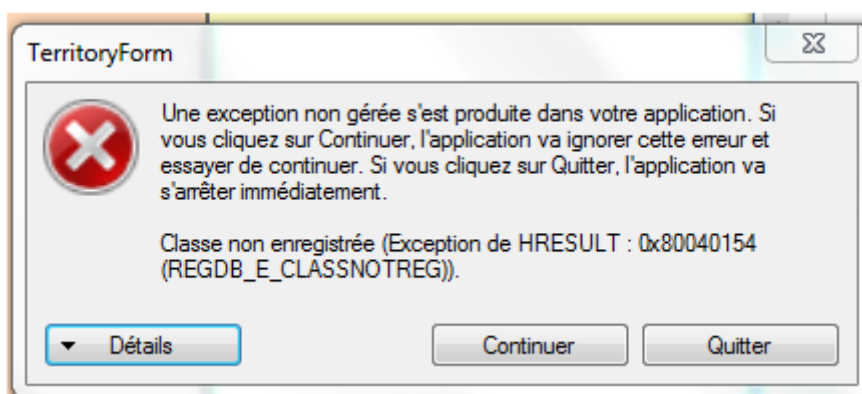 TerritoryForm
Une exception non gérée s'est produite dans votre application. Si
vous cliquez sur Continuer, l'application va ignorer cette erreur et
essayer de continuer. Si vous cliquez sur Quitter, l'application va
s'arrêter immédiatement.
Classe non enregistrée (Exception de HRESULT : 0x80040154
(REGDB_E_CLASSNOTREG)).
Détails
Continuer
Quitter